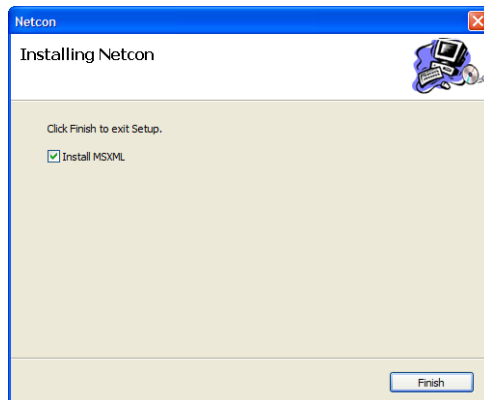 Netcon
Installing Netcon
Click Finish to exit Setup.
Install MSXML
Finish